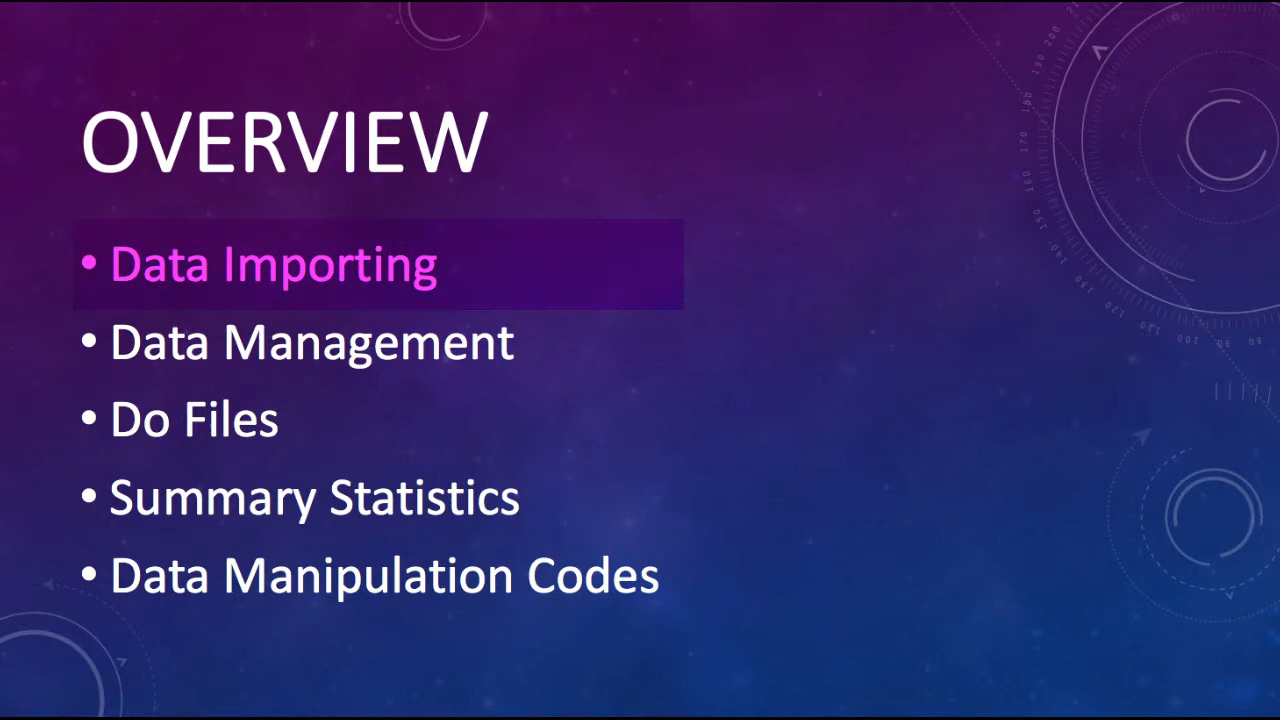 OVERVIEW
• Data Importing
• Data Management
• Do Files
• Summary Statistics
• Data Manipulation Codes